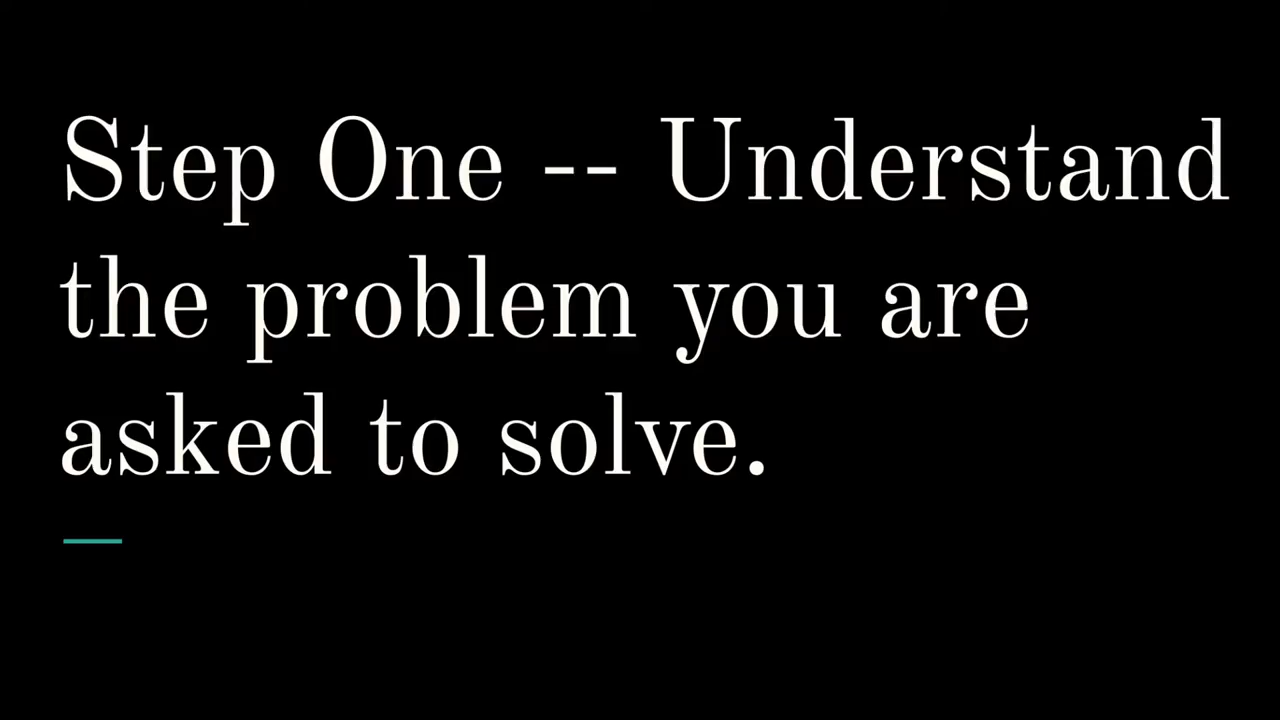 Step One -- Understand
the problem you are
asked to solve.